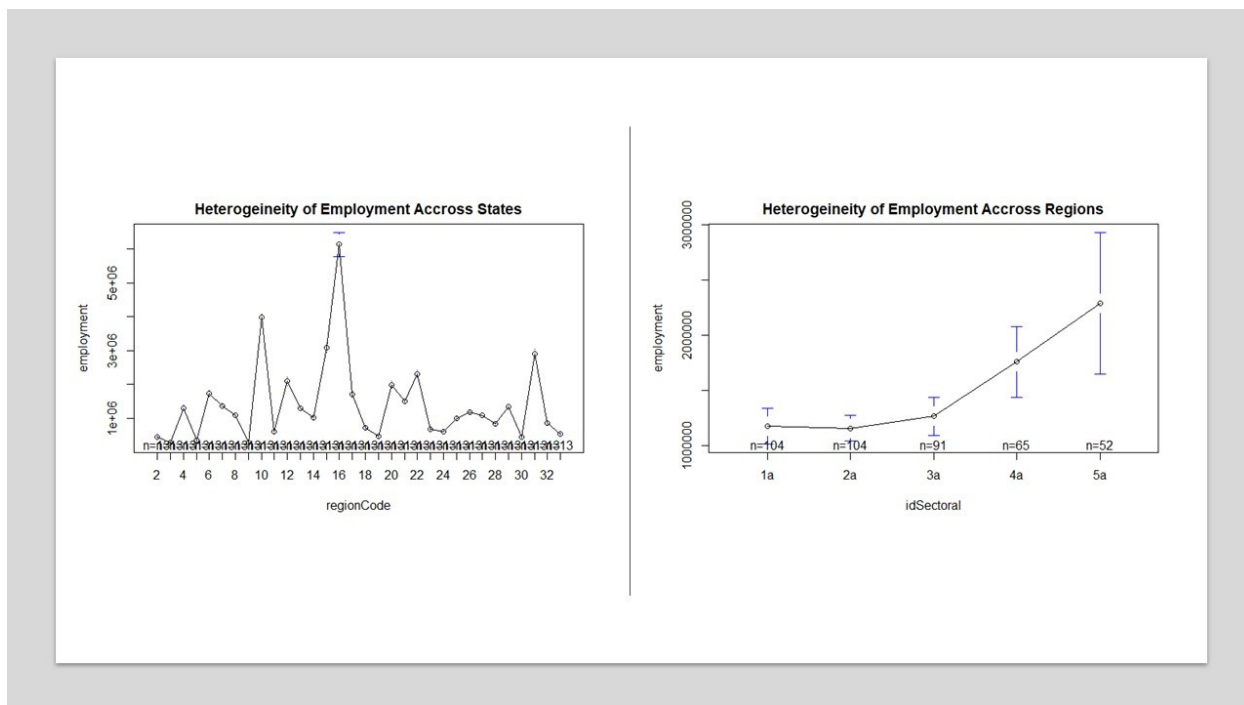 Heterogeineity of Employment Accross States
employment
1e+06
3e+06
5e+06
2 4 6 8 10 12 14 16 18 20 22 24 26 28 30 32
regionCode
Heterogeineity of Employment Accross Regions
employment
1000000
2000000
3000000
n=104 n=104 n=91 n=65 n=52
1a 2a 3a 4a 5a
idSectoral